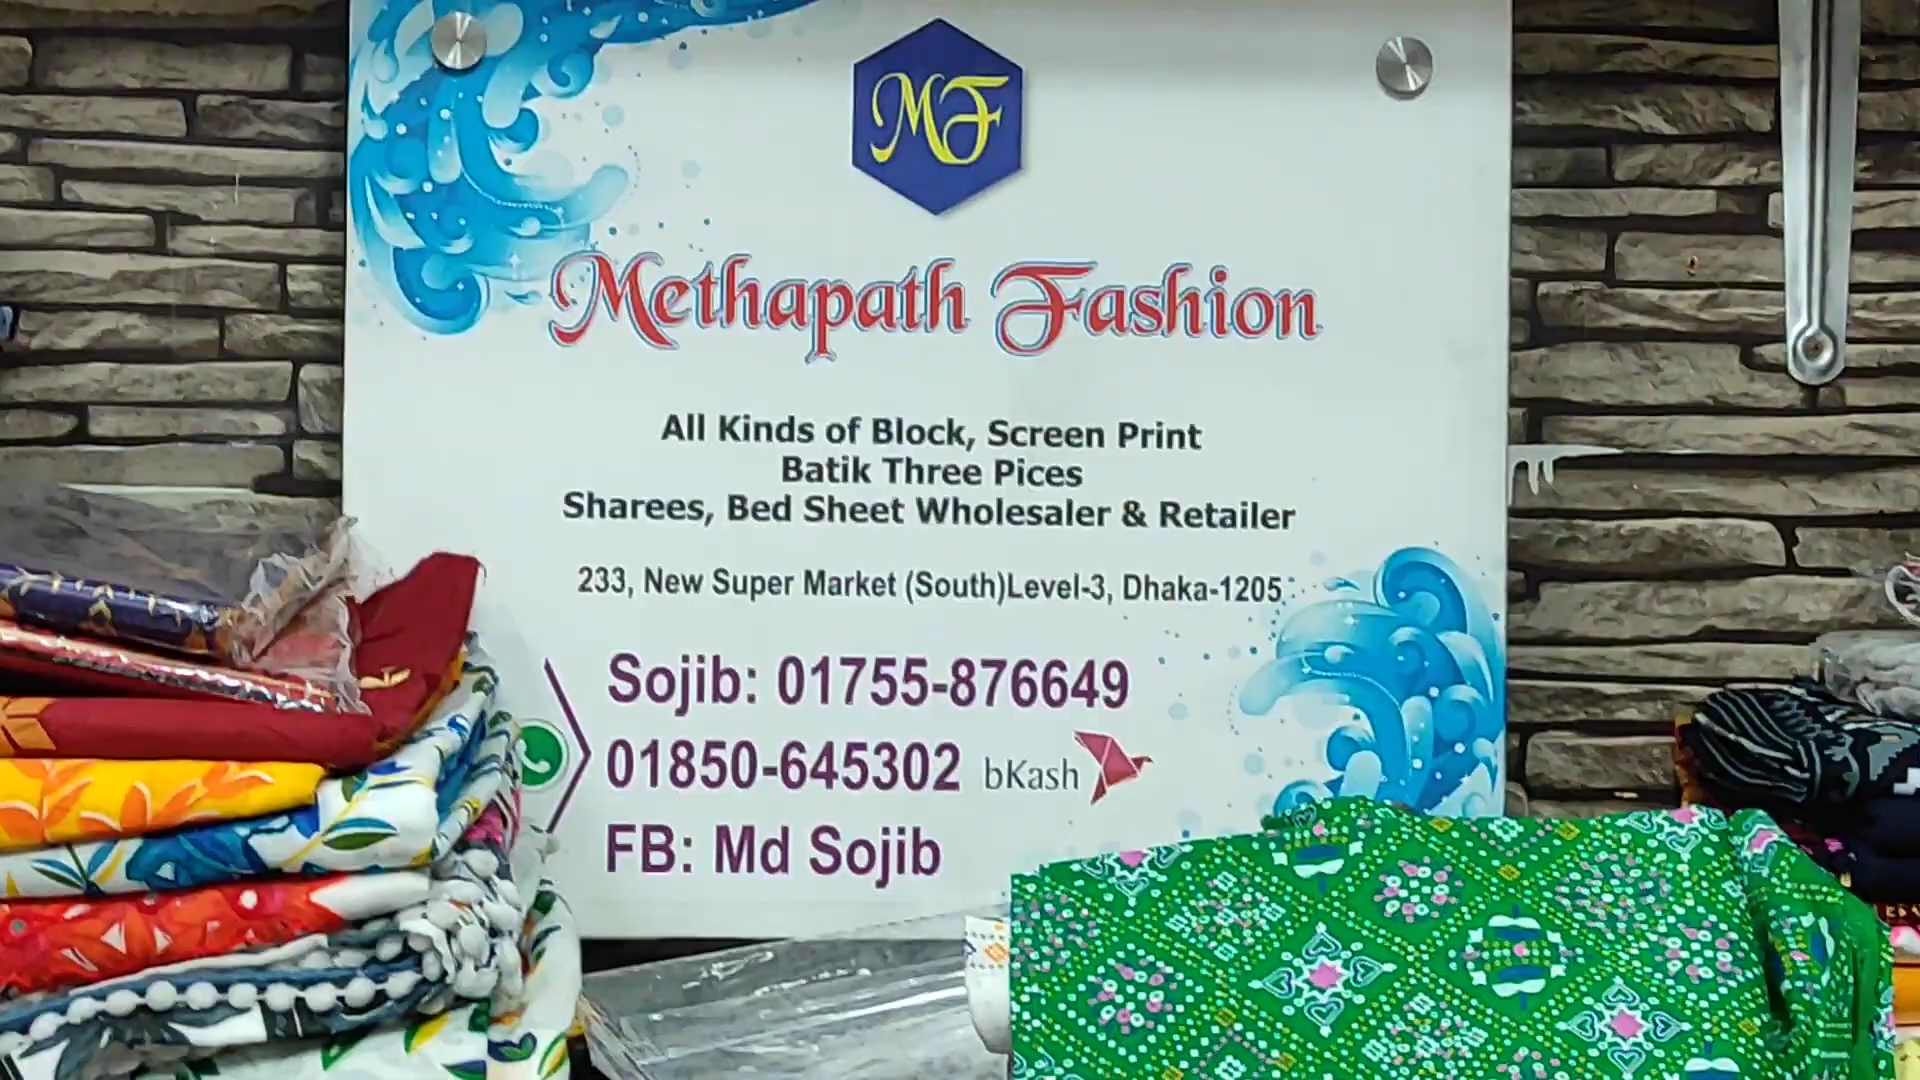 MF
Methapath Fashion
All Kinds of Block, Screen Print
Batik Three Pices
Sharees, Bed Sheet Wholesaler & Retailer
233, New Super Market (South)Level-3, Dhaka-1205
Sojib: 01755-876649
01850-645302 bKash
FB: Md Sojib